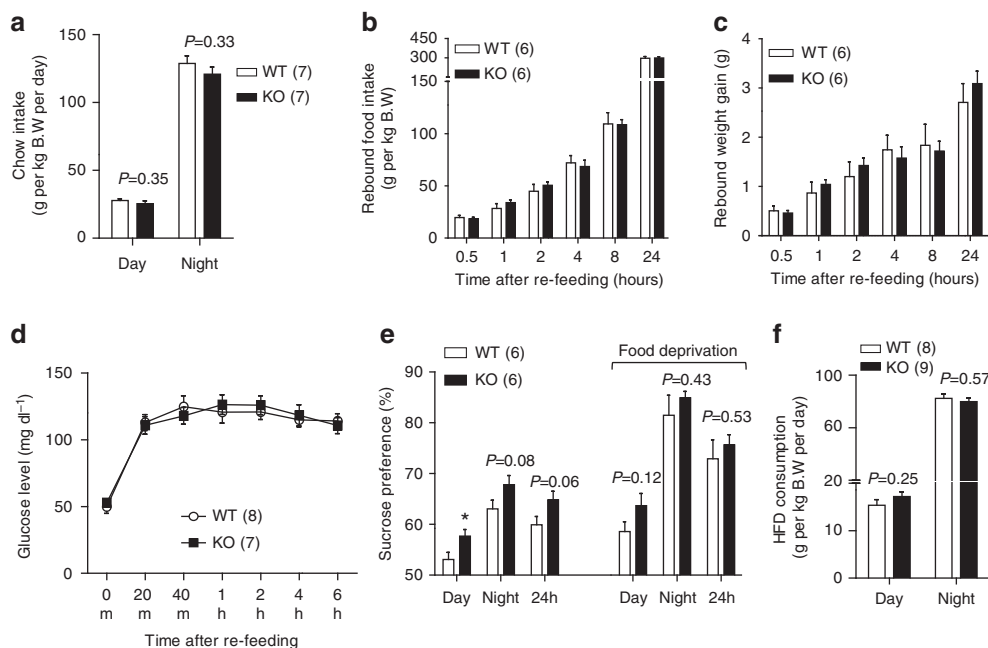 a
Chow intake
(g per kg B.W per day)
150
100
50
0
P=0.35
P=0.33
WT (7)
KO (7)
Day
Night
b
Rebound food intake
(g per kg B.W)
450
300
150
100
50
0
WT (6)
KO (6)
0.5
1
2
4
8
24
Time after re-feeding (hours)
c
Rebound weight gain (g)
4
3
2
1
0
WT (6)
KO (6)
0.5
1
2
4
8
24
Time after re-feeding (hours)
d
Glucose level (mg dl⁻¹)
150
100
50
0
WT (8)
KO (7)
0 20 40 1 2 4 6
m m m h h h h
Time after re-feeding
e
Sucrose preference (%)
90
80
70
60
50
WT (6)
KO (6)
Food deprivation
*
P=0.08
P=0.06
P=0.12
P=0.43
P=0.53
Day
Night
24h
Day
Night
24h
f
HFD consumption
(g per kg B.W per day)
100
60
20
10
0
WT (8)
KO (9)
P=0.25
P=0.57
Day
Night